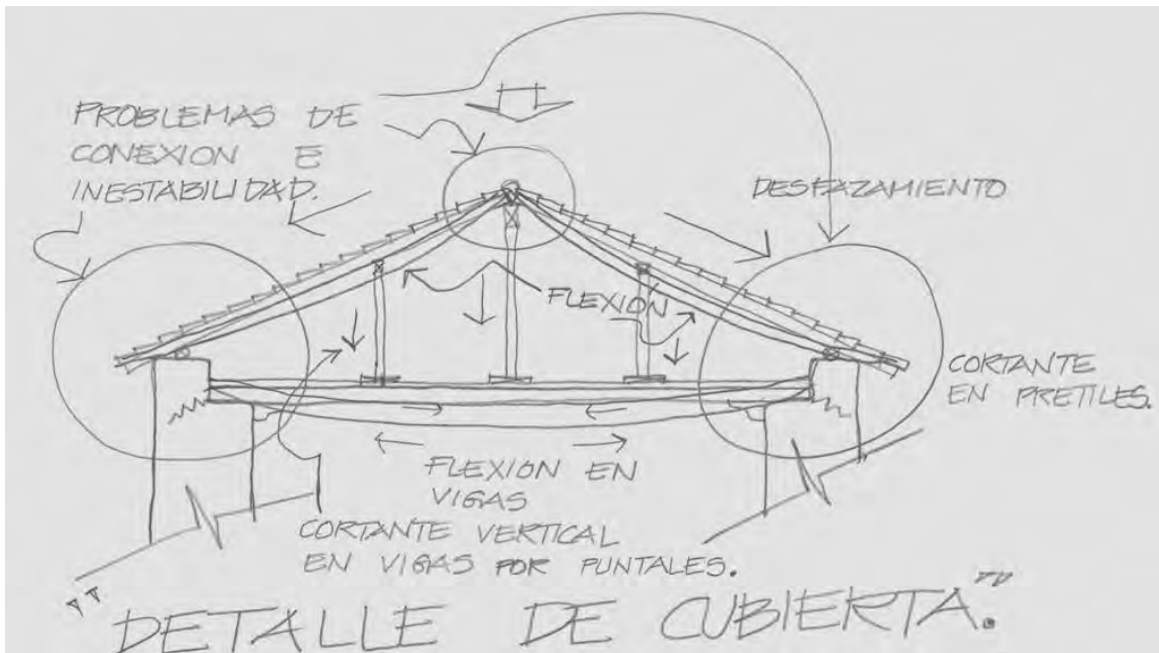 PROBLEMAS DE
CONEXION E
INESTABILIDAD.
DESFAZAMIENTO
FLEXION
CORTANTE
EN PRETILES.
FLEXION EN
VIGAS
CORTANTE VERTICAL
EN VIGAS POR PUNTALES.
"DETALLE DE CUBIERTA."